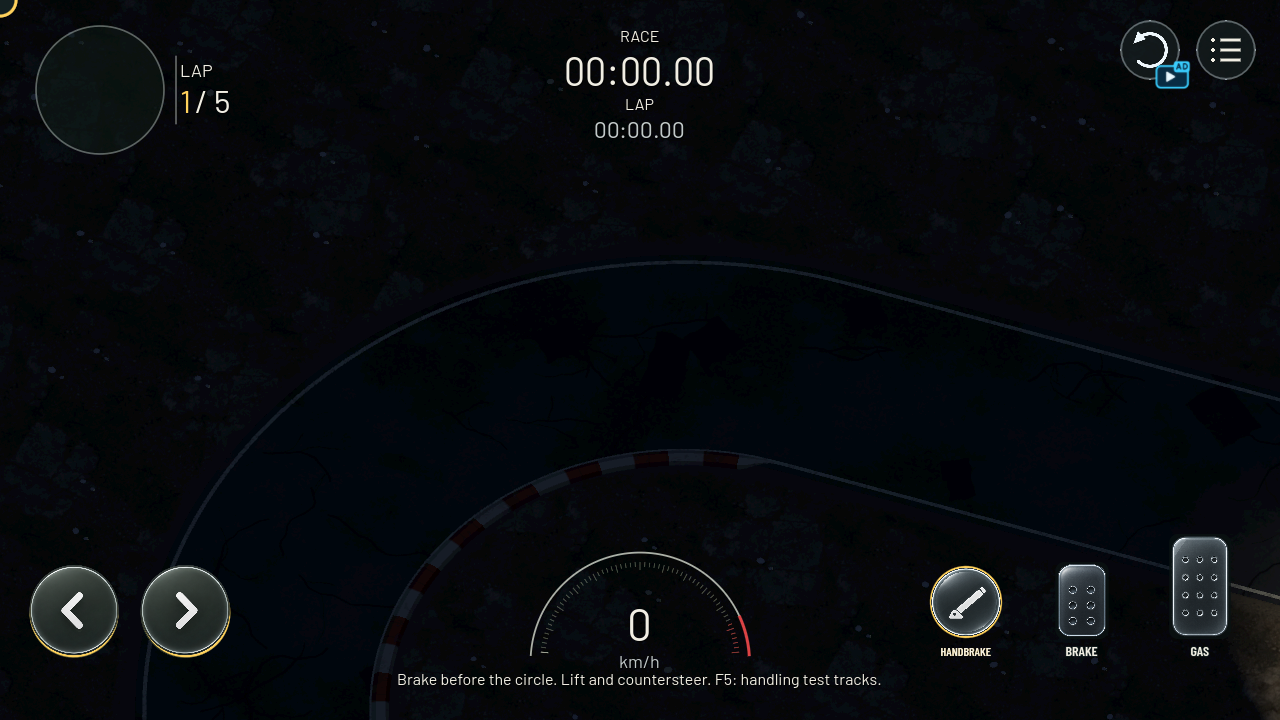 RACE
00:00.00
LAP
00:00.00
LAP
1/ 5
AD
0
km/h
Brake before the circle. Lift and countersteer. F5: handling test tracks.
HANDBRAKE
BRAKE
GAS